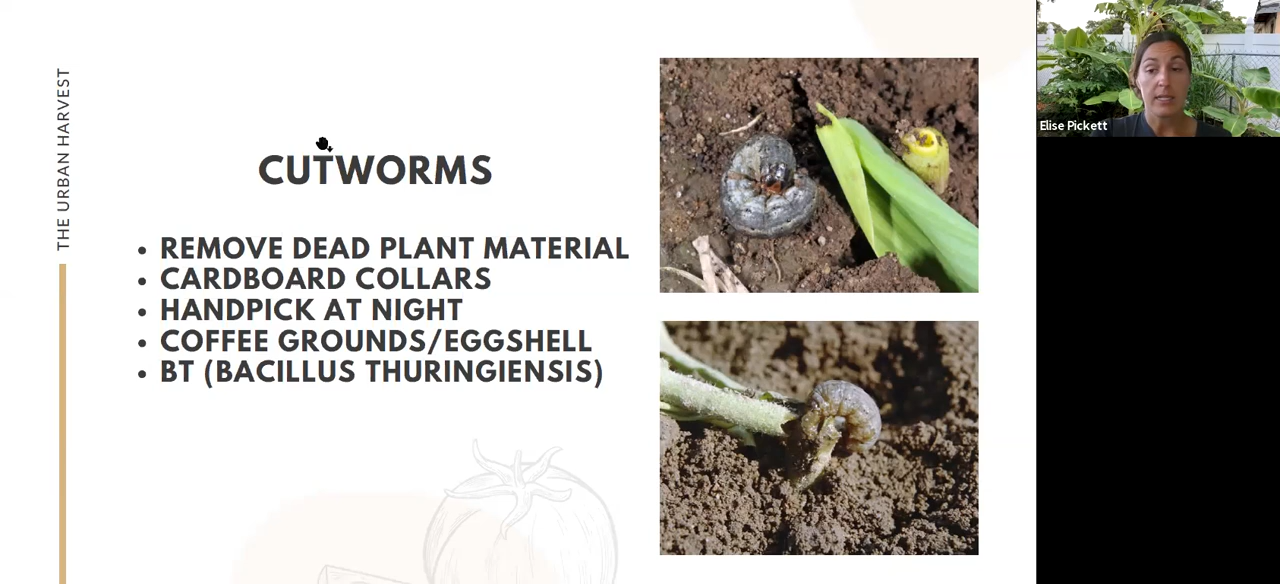 THE URBAN HARVEST
CUTWORMS
• REMOVE DEAD PLANT MATERIAL
• CARDBOARD COLLARS
• HANDPICK AT NIGHT
• COFFEE GROUNDS/EGGSHELL
• BT (BACILLUS THURINGIENSIS)
Elise Pickett